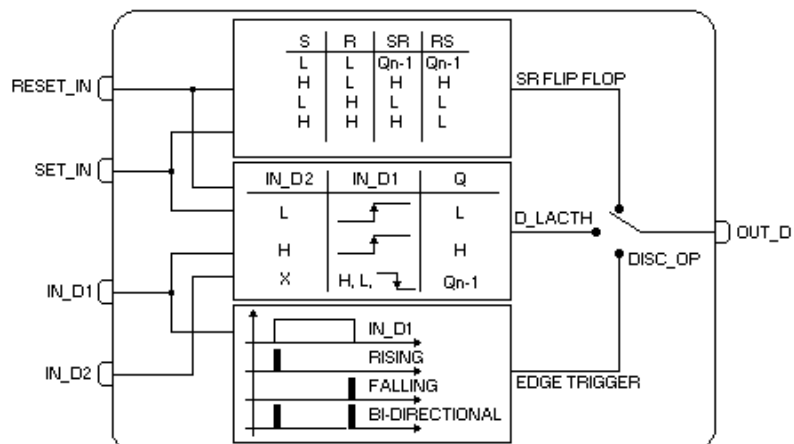 S R SR RS
L L Qn-1 Qn-1
H L H H
L H L L
H H H L
RESET_IN
SR FLIP FLOP
SET_IN
IN_D2 IN_D1 Q
L L
H H
X H, L, Qn-1
D_LACTH
OUT_D
DISC_OP
IN_D1
IN_D2
IN_D1
RISING
FALLING
BI-DIRECTIONAL
EDGE TRIGGER